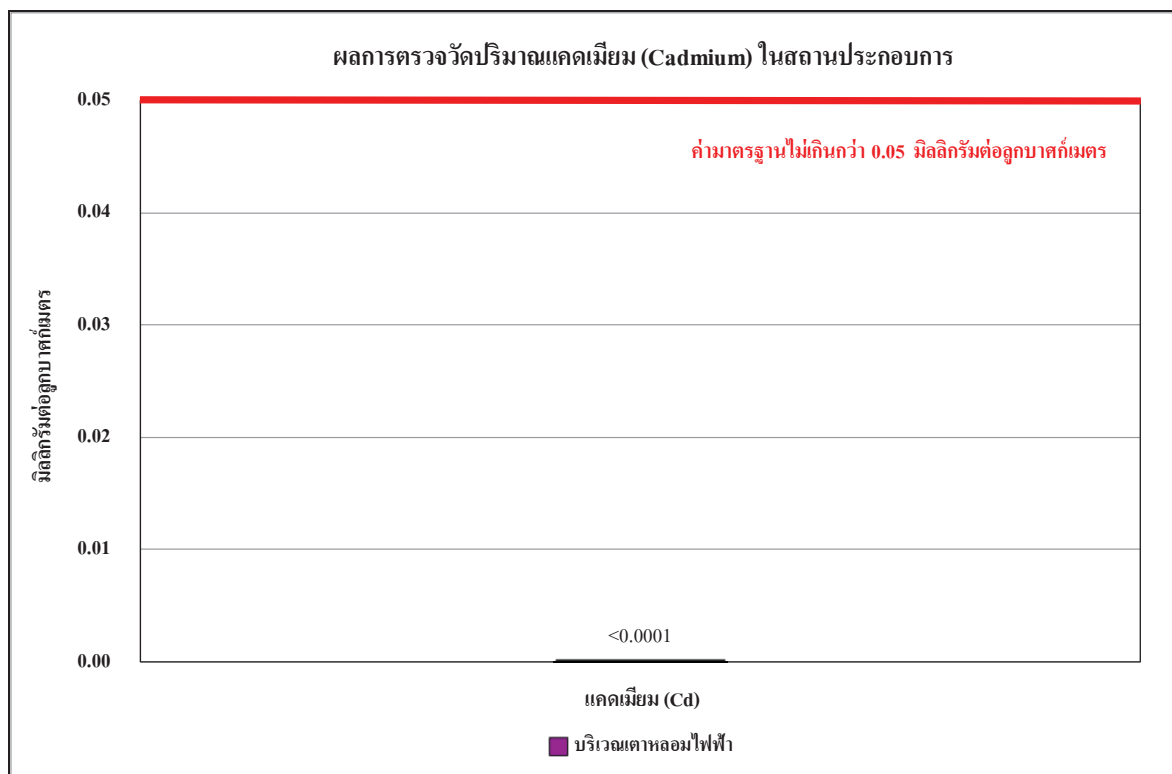 ผลการตรวจวัดปริมาณแคดเมียม (Cadmium) ในสถานประกอบการ
0.05
ค่ามาตรฐานไม่เกินกว่า 0.05 มิลลิกรัมต่อลูกบาศก์เมตร
0.04
0.03
มิลลิกรัมต่อลูกบาศก์เมตร
0.02
0.01
<0.0001
0.00
แคดเมียม (Cd)
บริเวณเตาหลอมไฟฟ้า